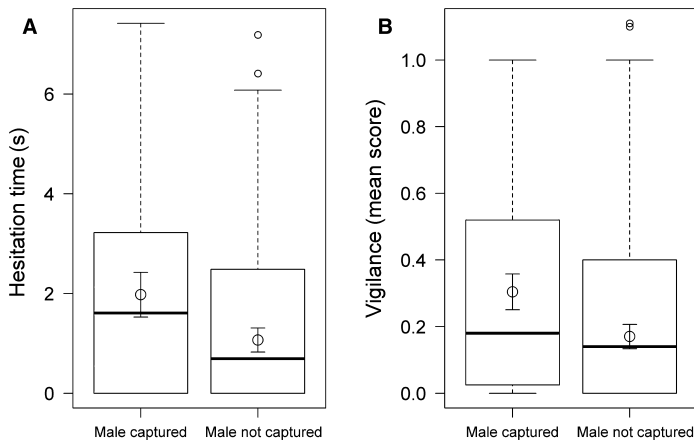 A
Hesitation time (s)
6
4
2
0
Male captured Male not captured
B
Vigilance (mean score)
1.0
0.8
0.6
0.4
0.2
0.0
Male captured Male not captured